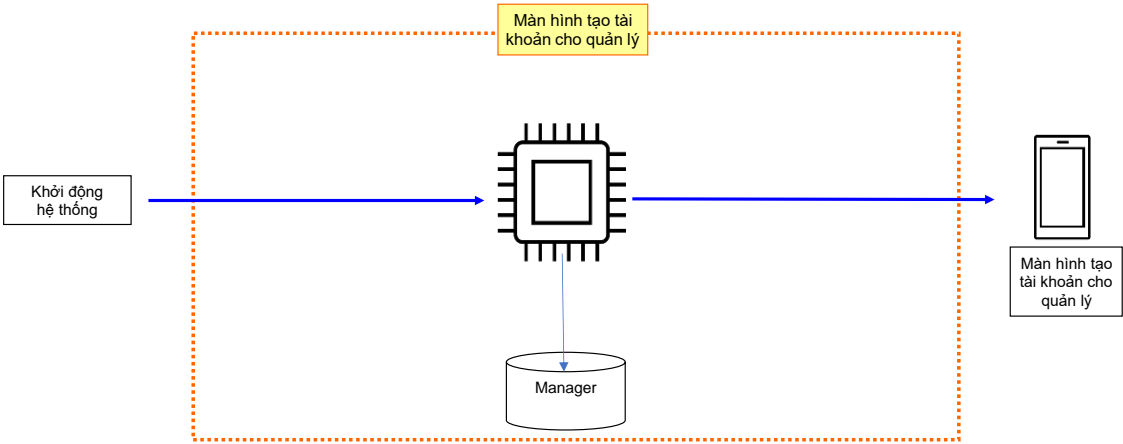 Màn hình tạo tài
khoản cho quản lý
Khởi động
hệ thống
Màn hình tạo
tài khoản cho
quản lý
Manager